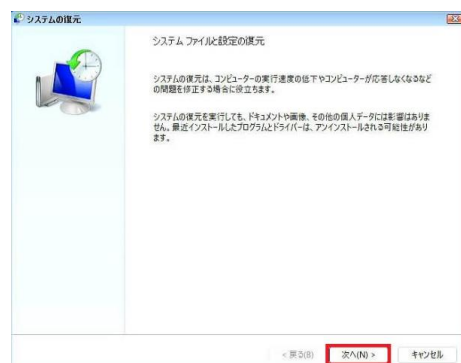 システムの復元
システム ファイルと設定の復元
システムの復元は、コンピューターの実行速度の低下やコンピューターが応答しなくなるなど
の問題を修正する場合に役立ちます。
システムの復元を実行しても、ドキュメントや画像、その他の個人データには影響はありま
せん。最近インストールしたプログラムとドライバーは、アンインストールされる可能性があり
ます。
< 戻る(B) 次へ(N) > キャンセル